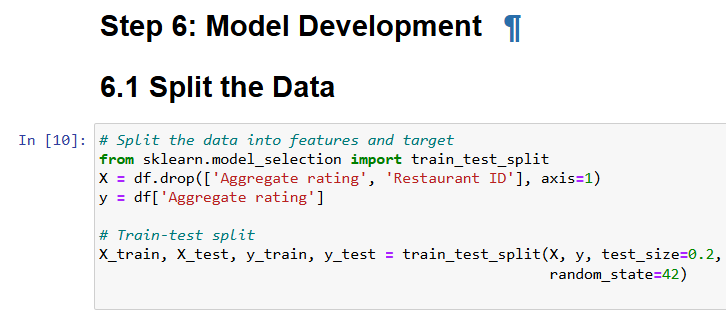 Step 6: Model Development ¶
6.1 Split the Data
In [10]: # Split the data into features and target
from sklearn.model_selection import train_test_split
X = df.drop(['Aggregate rating', 'Restaurant ID'], axis=1)
y = df['Aggregate rating']
# Train-test split
X_train, X_test, y_train, y_test = train_test_split(X, y, test_size=0.2,
random_state=42)